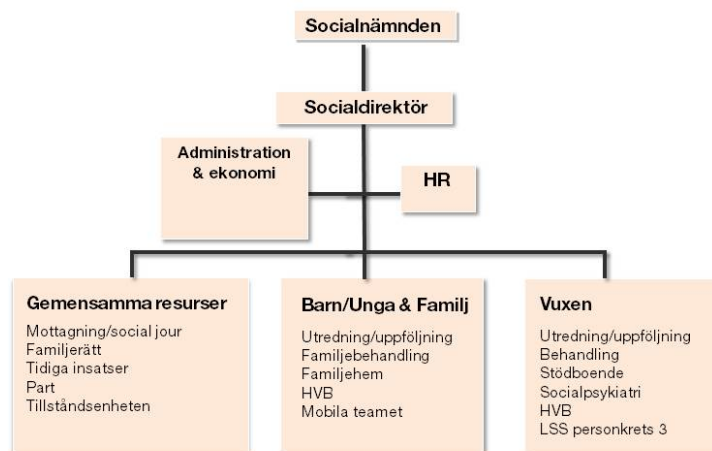 Socialnämnden
Socialdirektör
Administration
& ekonomi
HR
Gemensamma resurser
Mottagning/social jour
Familjerätt
Tidiga insatser
Part
Tillståndsenheten
Barn/Unga & Familj
Utredning/uppföljning
Familjebehandling
Familjehem
HVB
Mobila teamet
Vuxen
Utredning/uppföljning
Behandling
Stödboende
Socialpsykiatri
HVB
LSS personkrets 3